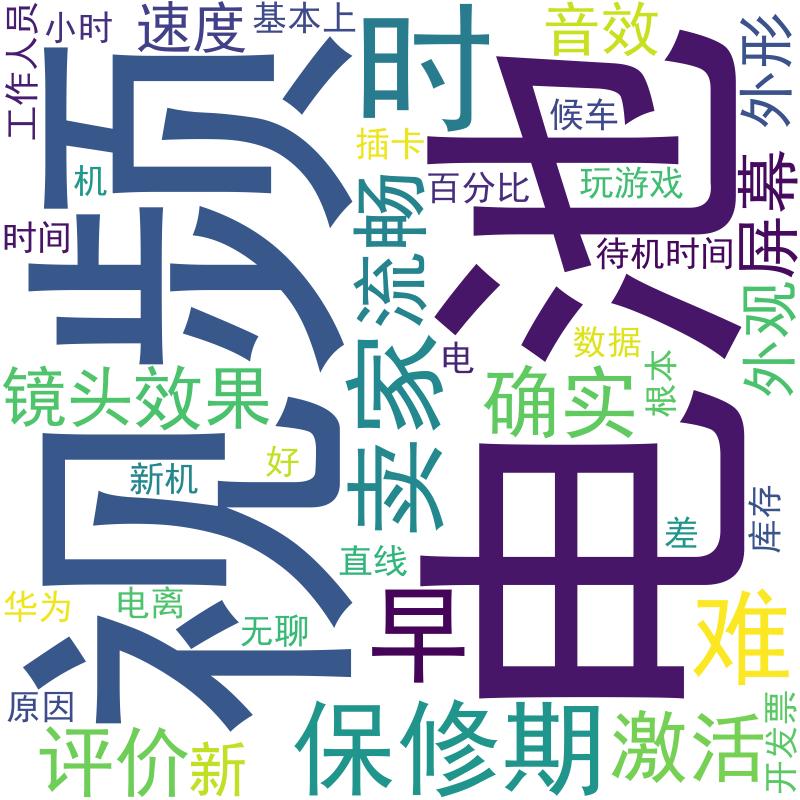 工作人员
小时
速度
基本上
时
音效
外形
视频
电池
候车
插卡
机
百分比
玩游戏
屏幕
时间
流畅
待机时间
外观
数据
电
根本
镜头效果
卖家
确实
新机
好
库存
差
直线
华为
电离
无聊
早
难
原因
评价
新
保修期
激活
开发票